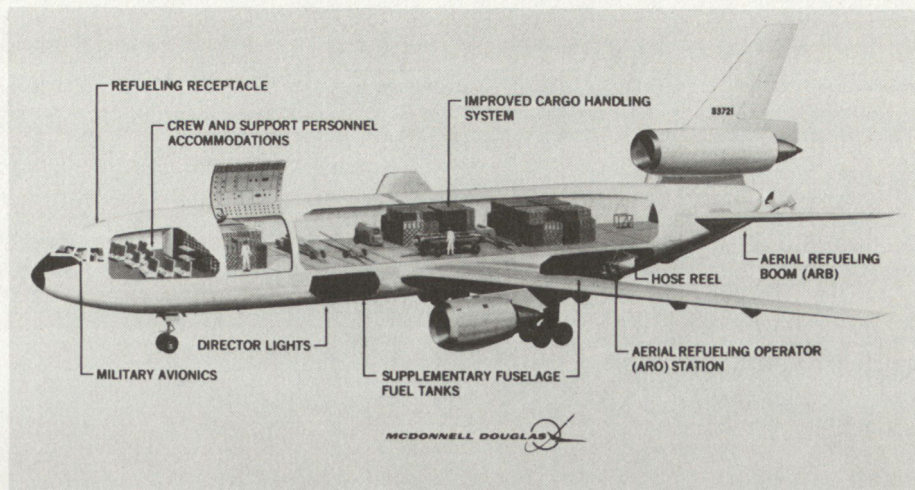 REFUELING RECEPTACLE
CREW AND SUPPORT PERSONNEL
ACCOMMODATIONS
IMPROVED CARGO HANDLING
SYSTEM
83721
AERIAL REFUELING
BOOM (ARB)
HOSE REEL
AERIAL REFUELING OPERATOR
(ARO) STATION
DIRECTOR LIGHTS
MILITARY AVIONICS
SUPPLEMENTARY FUSELAGE
FUEL TANKS
MCDONNELL DOUGLAS